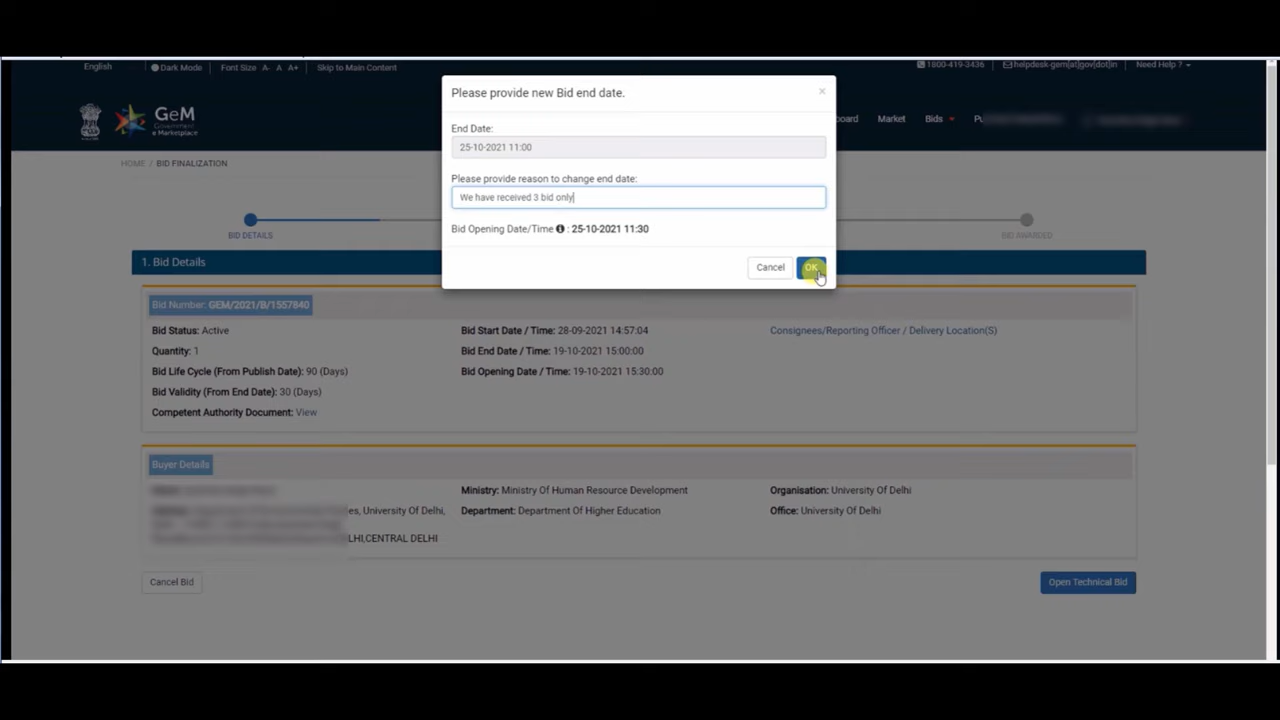 English
Dark Mode
Font Size A- A A+
Skip to Main Content
1800-419-3436
helpdesk-gem[at]gov[dot]in
Need Help ?
GeM
Government
e Marketplace
board
Market
Bids
HOME / BID FINALIZATION
Please provide new Bid end date.
×
End Date:
25-10-2021 11:00
Please provide reason to change end date:
We have received 3 bid only
Bid Opening Date/Time : 25-10-2021 11:30
Cancel
OK
BID DETAILS
BID AWARDED
1. Bid Details
Bid Number: GEM/2021/B/1557840
Bid Status: Active
Quantity: 1
Bid Life Cycle (From Publish Date): 90 (Days)
Bid Validity (From End Date): 30 (Days)
Competent Authority Document: View
Bid Start Date / Time: 28-09-2021 14:57:04
Bid End Date / Time: 19-10-2021 15:00:00
Bid Opening Date / Time: 19-10-2021 15:30:00
Consignees/Reporting Officer / Delivery Location(S)
Buyer Details
University Of Delhi,
LHI,CENTRAL DELHI
Ministry: Ministry Of Human Resource Development
Department: Department Of Higher Education
Organisation: University Of Delhi
Office: University Of Delhi
Cancel Bid
Open Technical Bid